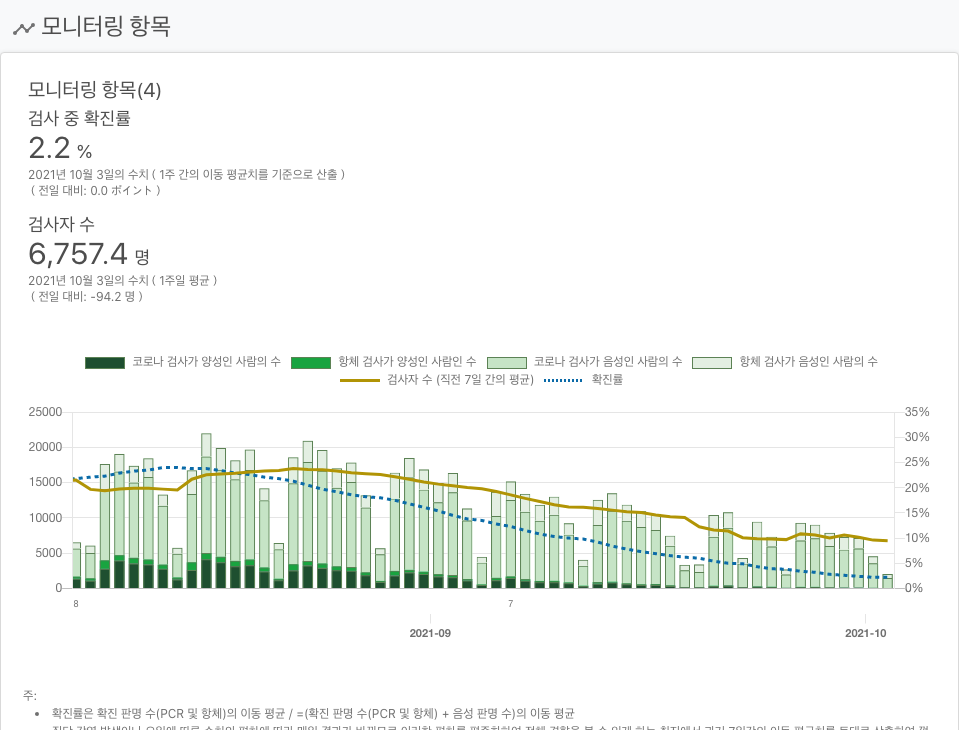 모니터링 항목
모니터링 항목(4)
검사 중 확진률
2.2 %
2021년 10월 3일의 수치 ( 1주 간의 이동 평균치를 기준으로 산출 )
( 전일 대비: 0.0 ポイント )
검사자 수
6,757.4 명
2021년 10월 3일의 수치 ( 1주일 평균 )
( 전일 대비: -94.2 명 )
코로나 검사가 양성인 사람의 수 항체 검사가 양성인 사람인 수 코로나 검사가 음성인 사람의 수 항체 검사가 음성인 사람의 수
검사자 수 (직전 7일 간의 평균) 확진률
25000 35%
30%
20000
25%
15000 20%
15%
10000 10%
5000 5%
0 0%
8 7
2021-09 2021-10
주:
• 확진률은 확진 판명 수(PCR 및 항체)의 이동 평균 / =(확진 판명 수(PCR 및 항체) + 음성 판명 수)의 이동 평균